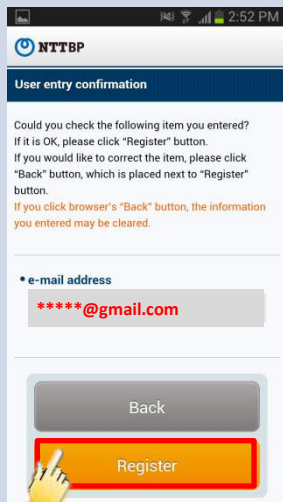 2:52 PM
NTTBP
User entry confirmation
Could you check the following item you entered?
If it is OK, please click “Register” button.
If you would like to correct the item, please click
“Back” button, which is placed next to “Register”
button.
If you click browser's “Back” button, the information
you entered may be cleared.
• e-mail address
*****@gmail.com
Back
Register